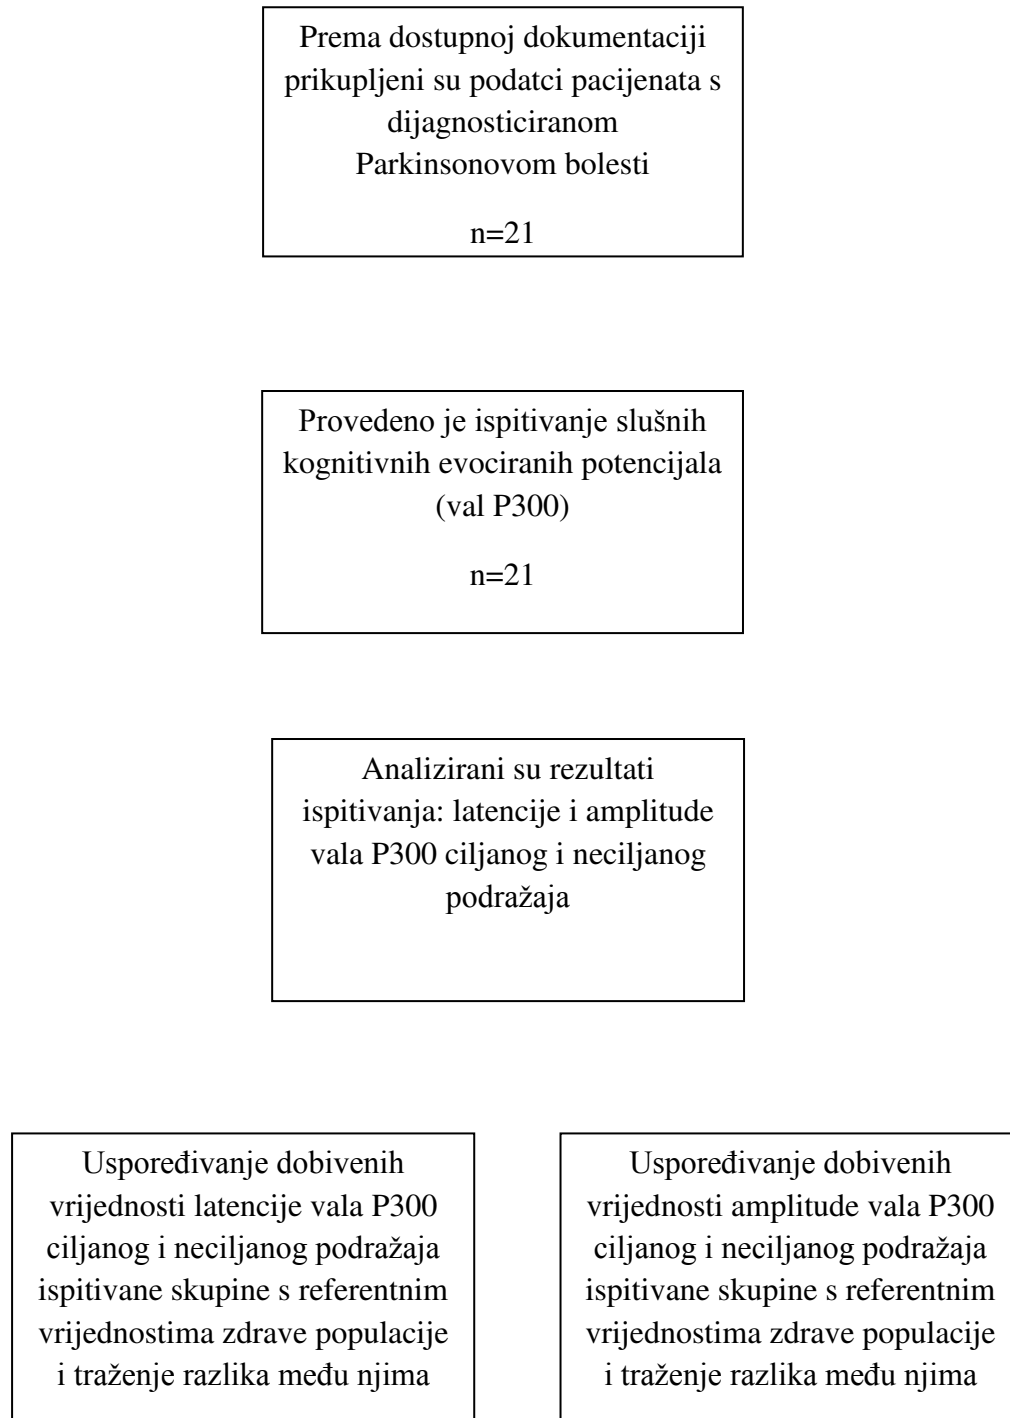 Prema dostupnoj dokumentaciji
prikupljeni su podatci pacijenata s
dijagnosticiranom
Parkinsonovom bolesti
n=21
Provedeno je ispitivanje slušnih
kognitivnih evociranih potencijala
(val P300)
n=21
Analizirani su rezultati
ispitivanja: latencije i amplitude
vala P300 ciljanog i neciljanog
podražaja
Uspoređivanje dobivenih
vrijednosti latencije vala P300
ciljanog i neciljanog podražaja
ispitivane skupine s referentnim
vrijednostima zdrave populacije
i traženje razlika među njima
Uspoređivanje dobivenih
vrijednosti amplitude vala P300
ciljanog i neciljanog podražaja
ispitivane skupine s referentnim
vrijednostima zdrave populacije
i traženje razlika među njima